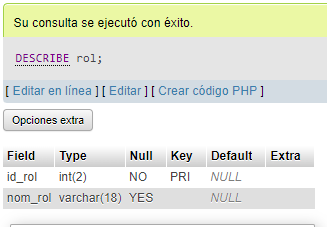 Su consulta se ejecutó con éxito.
DESCRIBE rol;
[ Editar en línea ] [ Editar ] [ Crear código PHP ]
Opciones extra
Field Type Null Key Default Extra
id_rol int(2) NO PRI NULL
nom_rol varchar(18) YES NULL